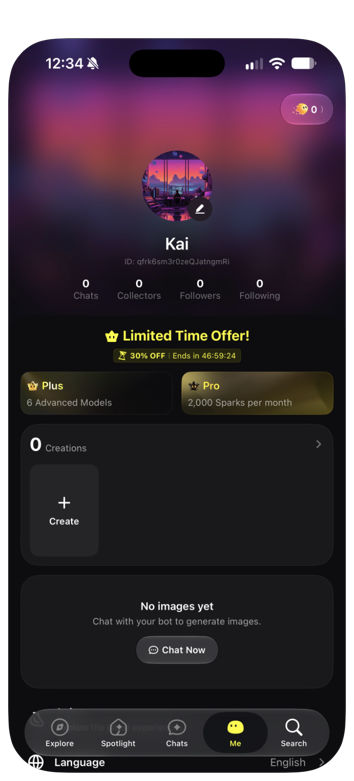 12:34
0
Kai
ID: qfrk6sm3r0zeQJatngmRi
0 0 0 0
Chats Collectors Followers Following
Limited Time Offer!
30% OFF | Ends in 46:59:24
Plus Pro
6 Advanced Models 2,000 Sparks per month
0 Creations
Create
No images yet
Chat with your bot to generate images.
Chat Now
Explore Spotlight Chats Me Search
Language English